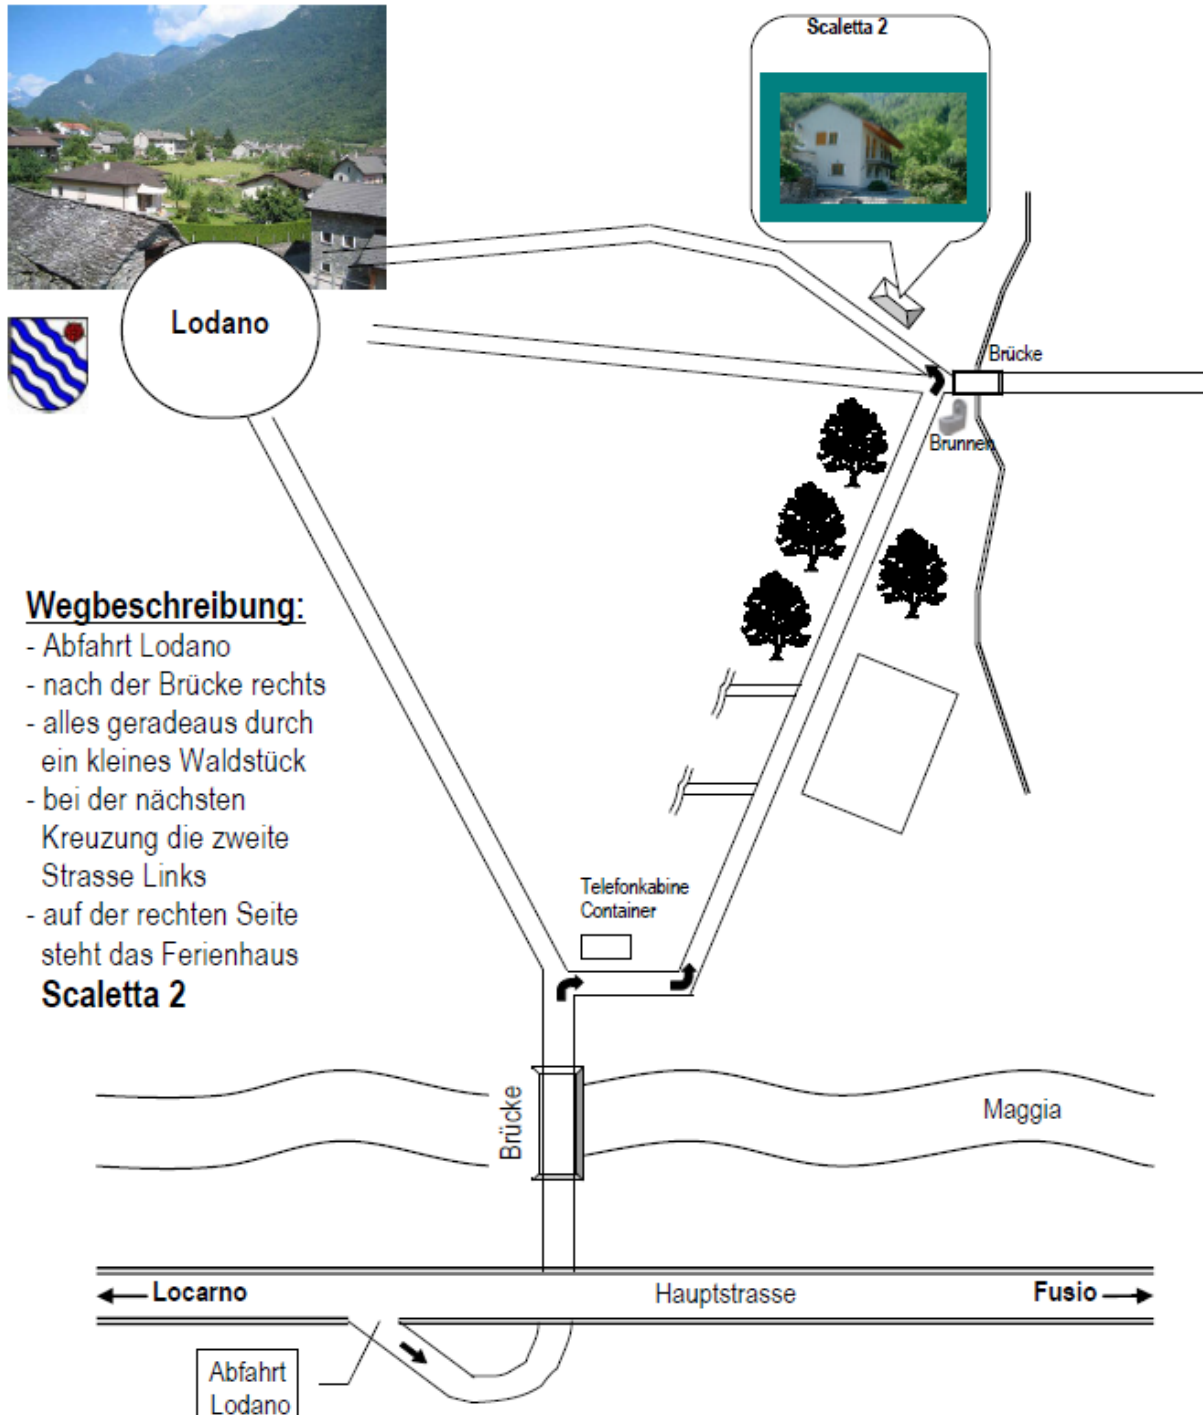 Scaletta 2
Lodano
Brücke
Brunnen
Wegbeschreibung:
- Abfahrt Lodano
- nach der Brücke rechts
- alles geradeaus durch
ein kleines Waldstück
- bei der nächsten
Kreuzung die zweite
Strasse Links
- auf der rechten Seite
steht das Ferienhaus
Scaletta 2
Telefonkabine
Container
Brücke
Maggia
Locarno
Hauptstrasse
Fusio
Abfahrt
Lodano